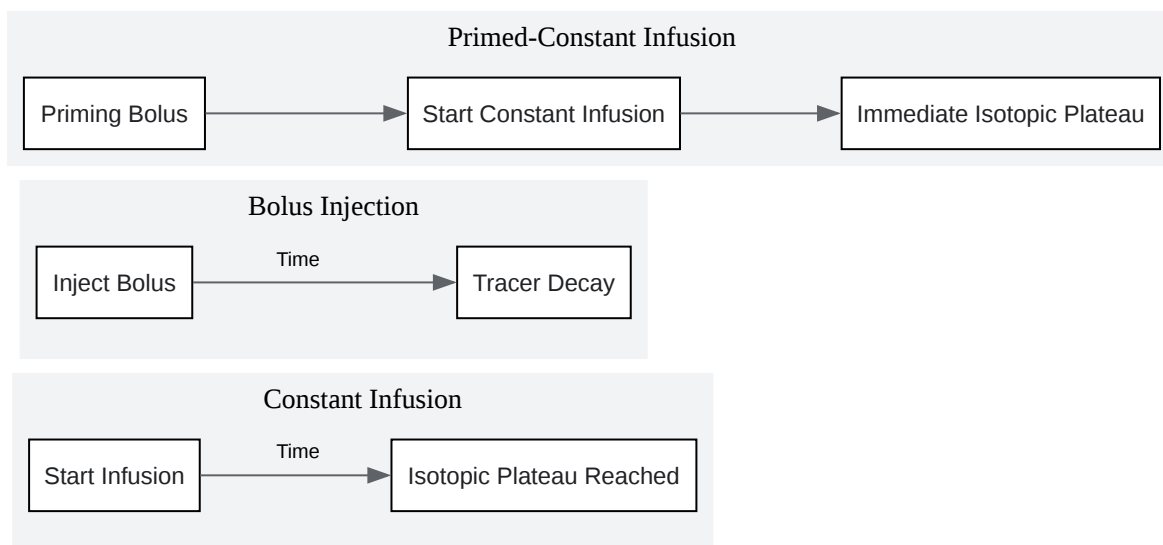 Primed-Constant Infusion
Priming Bolus
Start Constant Infusion
Immediate Isotopic Plateau
Bolus Injection
Inject Bolus
Time
Tracer Decay
Constant Infusion
Start Infusion
Time
Isotopic Plateau Reached